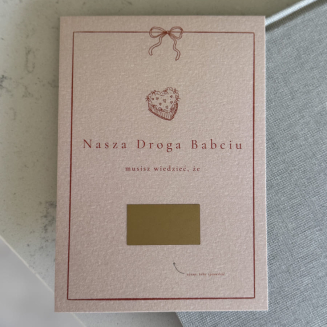 Nasza Droga Babciu
musisz wiedzieć, że